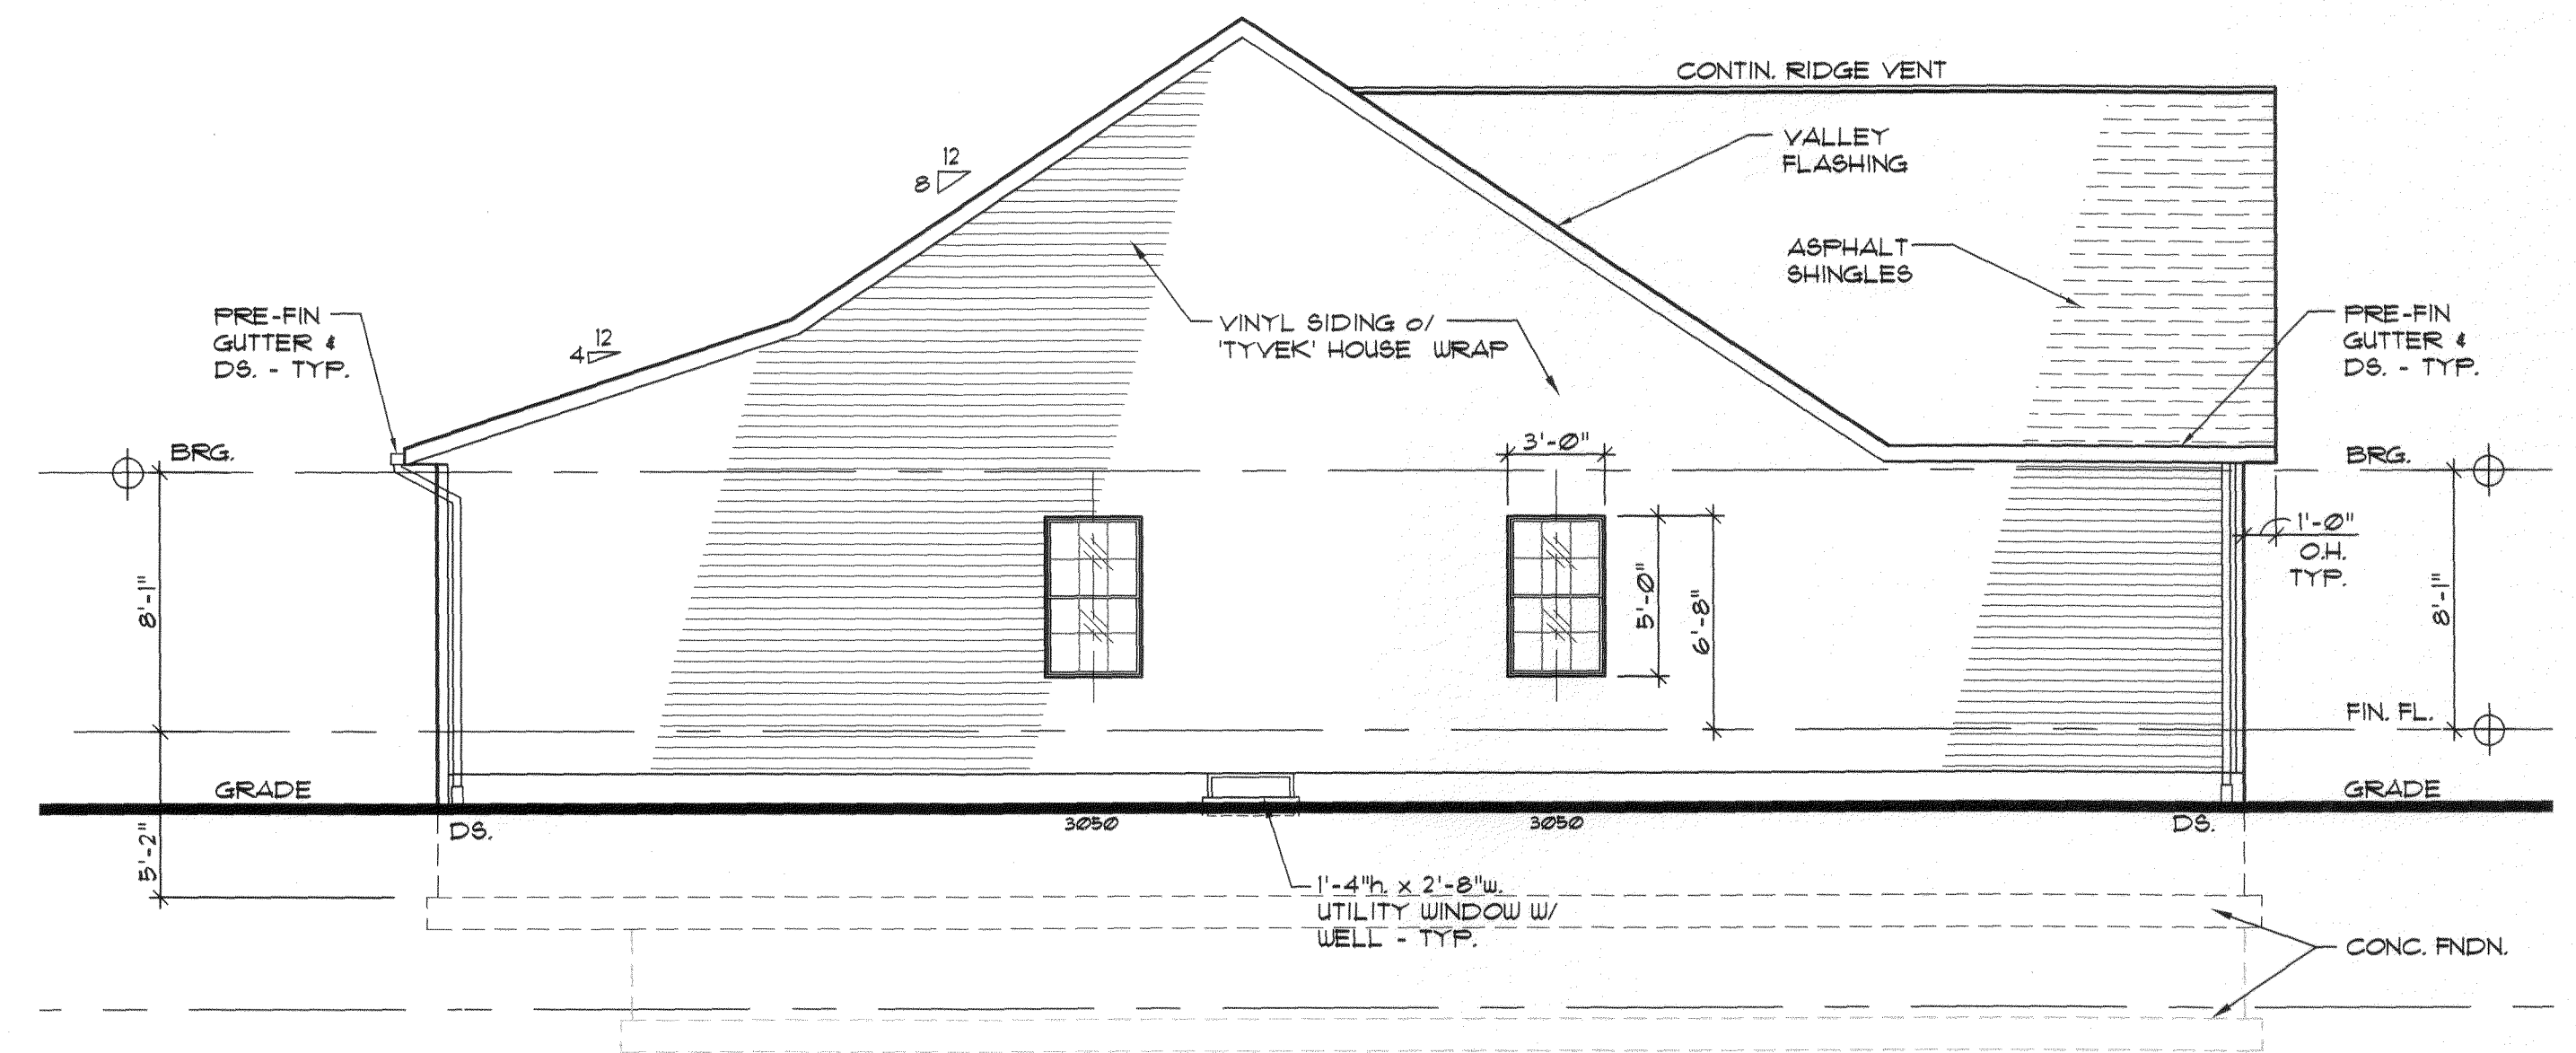 CONTIN. RIDGE VENT
VALLEY
FLASHING
12
8
ASPHALT
SHINGLES
PRE-FIN
GUTTER &
DS. - TYP.
12
4
VINYL SIDING o/
'TYVEK' HOUSE WRAP
PRE-FIN
GUTTER &
DS. - TYP.
BRG.
3'-0"
BRG.
1'-0"
O.H.
TYP.
8'-1"
5'-0"
6'-8"
8'-1"
FIN. FL.
GRADE
GRADE
5'-2"
DS.
3050
3050
DS.
1'-4"h. x 2'-8"w.
UTILITY WINDOW W/
WELL - TYP.
CONC. FNDN.